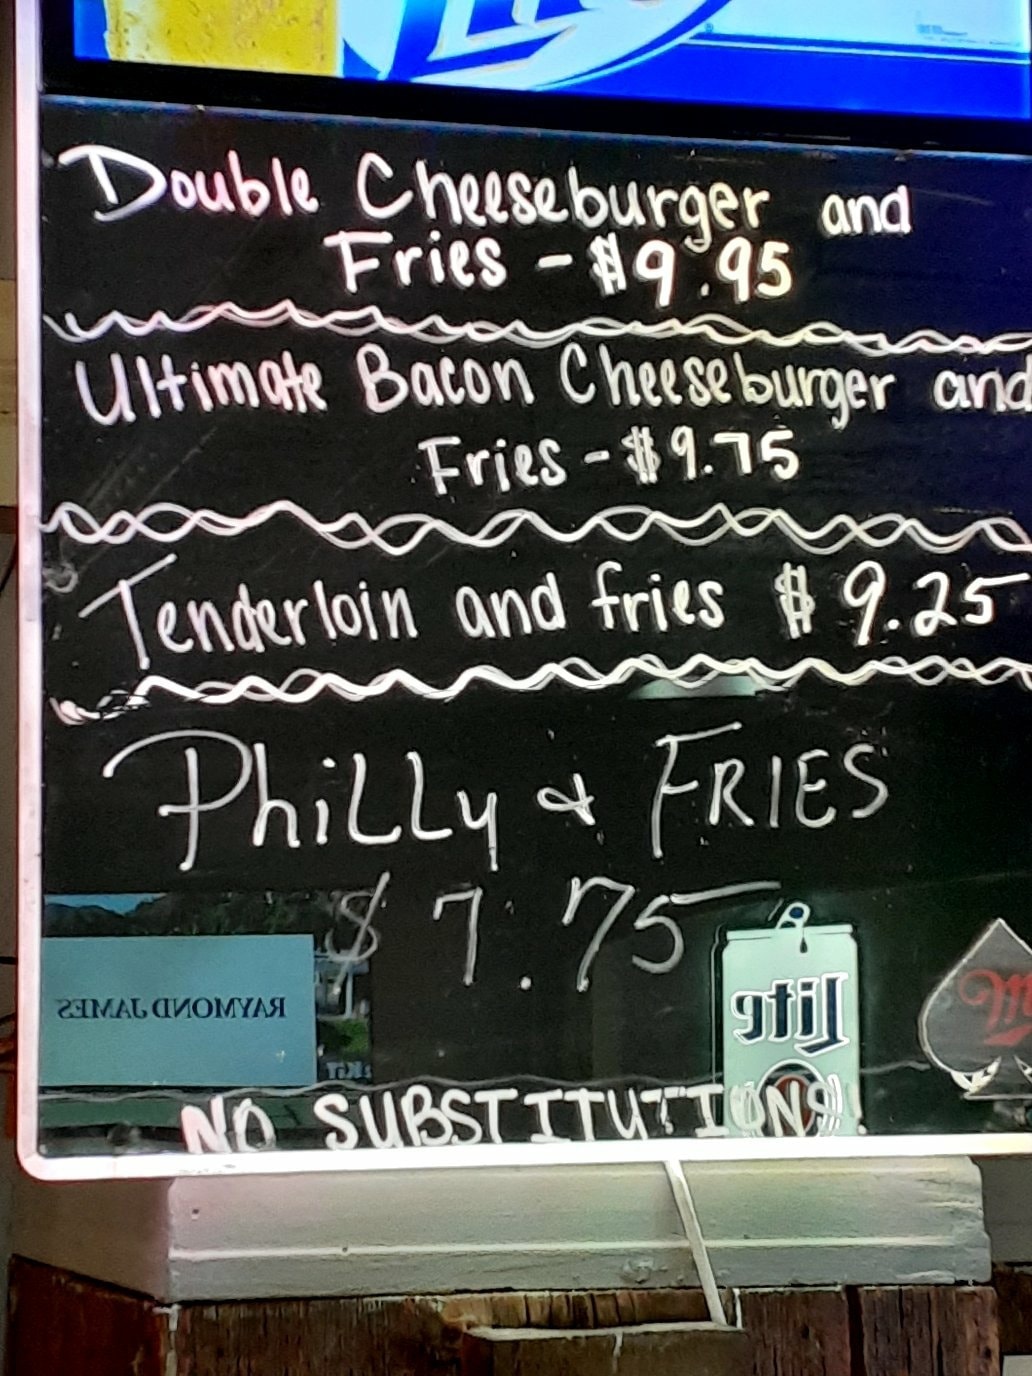 Lite
Double Cheeseburger and
Fries - $9.95
Ultimate Bacon Cheeseburger and
Fries - $9.75
Tenderloin and fries $9.25
PhiLLy & FRIES
$7.75
RAYMOND JAMES
Lite
NO SUBSTITUTIONS.